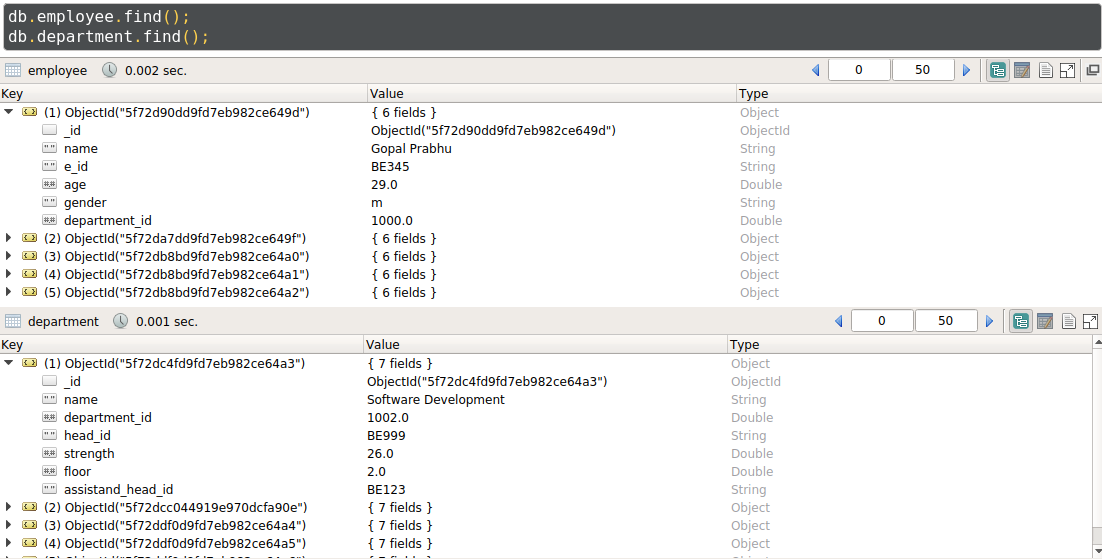 db.employee.find();
db.department.find();
employee 0.002 sec. 0 50
Key Value Type
(1) ObjectId("5f72d90dd9fd7eb982ce649d") { 6 fields } Object
_id ObjectId("5f72d90dd9fd7eb982ce649d") ObjectId
" " name Gopal Prabhu String
" " e_id BE345 String
## age 29.0 Double
" " gender m String
## department_id 1000.0 Double
(2) ObjectId("5f72da7dd9fd7eb982ce649f") { 6 fields } Object
(3) ObjectId("5f72db8bd9fd7eb982ce64a0") { 6 fields } Object
(4) ObjectId("5f72db8bd9fd7eb982ce64a1") { 6 fields } Object
(5) ObjectId("5f72db8bd9fd7eb982ce64a2") { 6 fields } Object
department 0.001 sec. 0 50
Key Value Type
(1) ObjectId("5f72dc4fd9fd7eb982ce64a3") { 7 fields } Object
_id ObjectId("5f72dc4fd9fd7eb982ce64a3") ObjectId
" " name Software Development String
## department_id 1002.0 Double
" " head_id BE999 String
## strength 26.0 Double
## floor 2.0 Double
" " assistand_head_id BE123 String
(2) ObjectId("5f72dcc044919e970dcfa90e") { 7 fields } Object
(3) ObjectId("5f72ddf0d9fd7eb982ce64a4") { 7 fields } Object
(4) ObjectId("5f72ddf0d9fd7eb982ce64a5") { 7 fields } Object